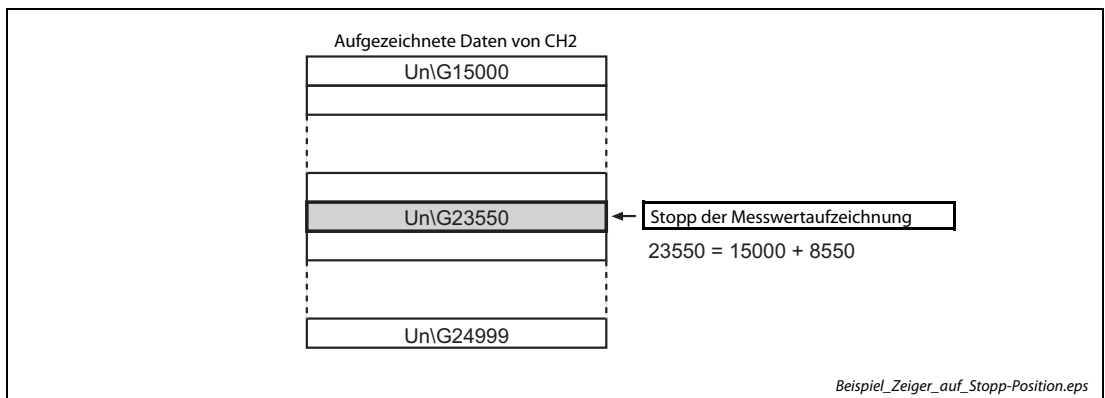 Aufgezeichnete Daten von CH2
Un\G15000
Un\G23550
Stopp der Messwertaufzeichnung
23550 = 15000 + 8550
Un\G24999
Beispiel_Zeiger_auf_Stopp-Position.eps